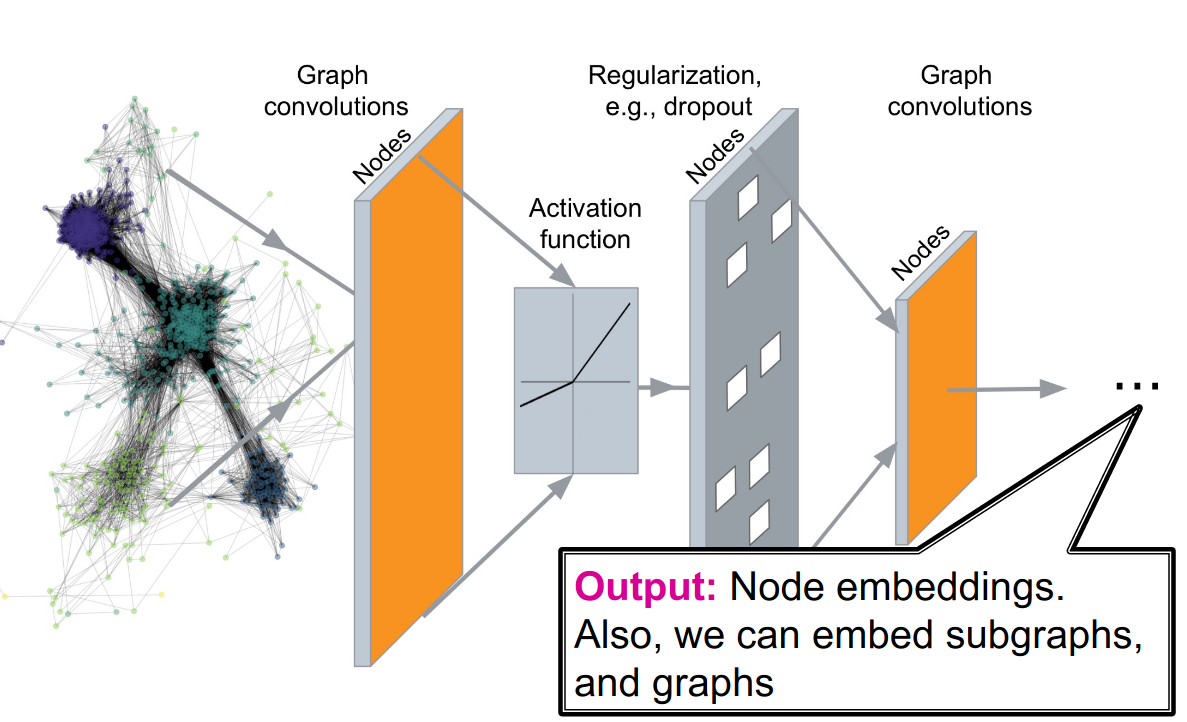 Graph
convolutions
Nodes
Activation
function
Regularization,
e.g., dropout
Nodes
Graph
convolutions
Nodes
...
Output: Node embeddings.
Also, we can embed subgraphs,
and graphs